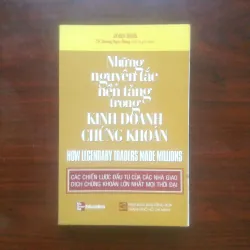 Những
nguyên tắc
nền tảng
trong
KINH DOANH
CHỨNG KHOÁN
HOW LEGENDARY TRADERS MADE MILLIONS
CÁC CHIẾN LƯỢC ĐẦU TƯ CỦA CÁC NHÀ GIAO
DỊCH CHỨNG KHOÁN LỚN NHẤT MỌI THỜI ĐẠI